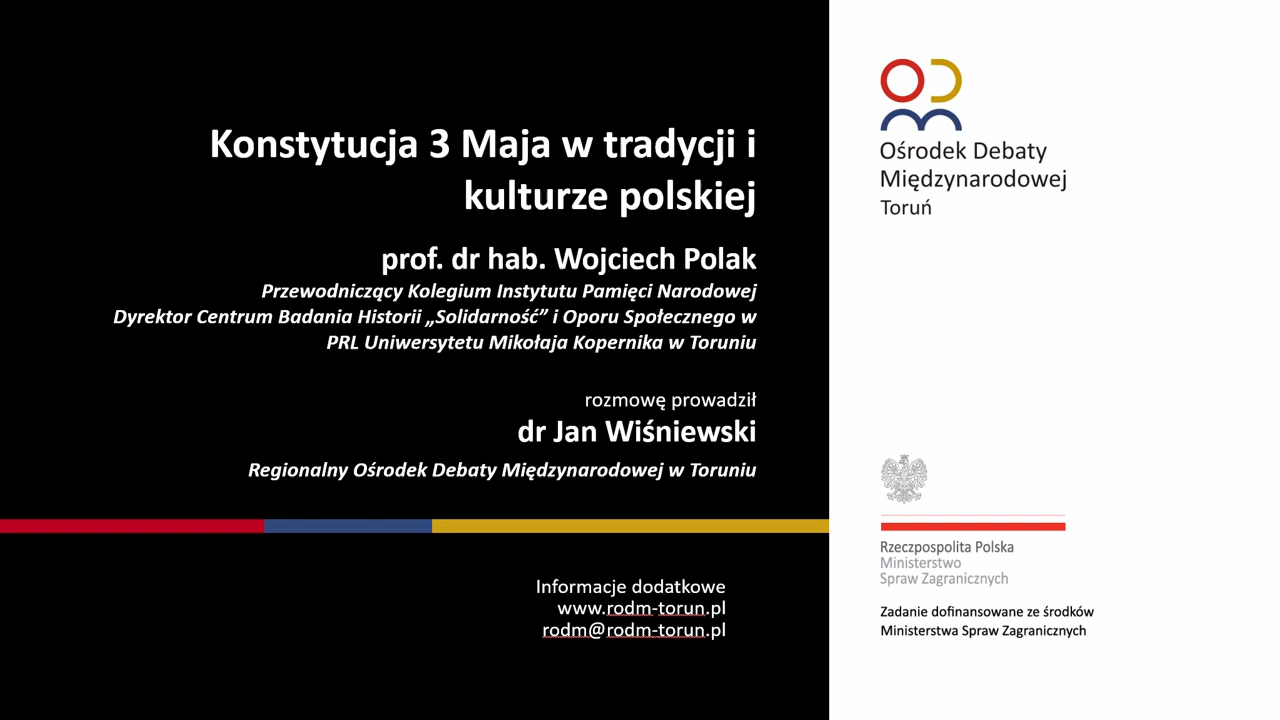 Konstytucja 3 Maja w tradycji i
kulturze polskiej
prof. dr hab. Wojciech Polak
Przewodniczący Kolegium Instytutu Pamięci Narodowej
Dyrektor Centrum Badania Historii „Solidarność” i Oporu Społecznego w
PRL Uniwersytetu Mikołaja Kopernika w Toruniu
rozmowę prowadził
dr Jan Wiśniewski
Regionalny Ośrodek Debaty Międzynarodowej w Toruniu
Informacje dodatkowe
www.rodm-torun.pl
rodm@rodm-torun.pl
Ośrodek Debaty
Międzynarodowej
Toruń
Rzeczpospolita Polska
Ministerstwo
Spraw Zagranicznych
Zadanie dofinansowane ze środków
Ministerstwa Spraw Zagranicznych